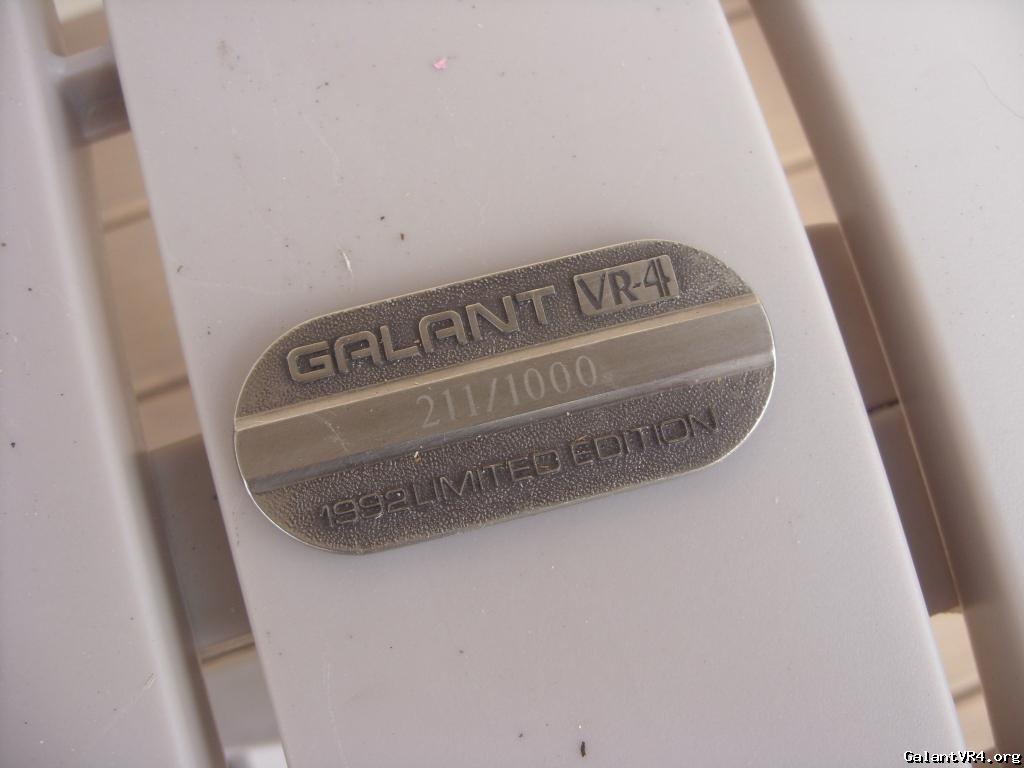 GALANT VR-4
211/1000
1992 LIMITED EDITION
GalantVR4.org